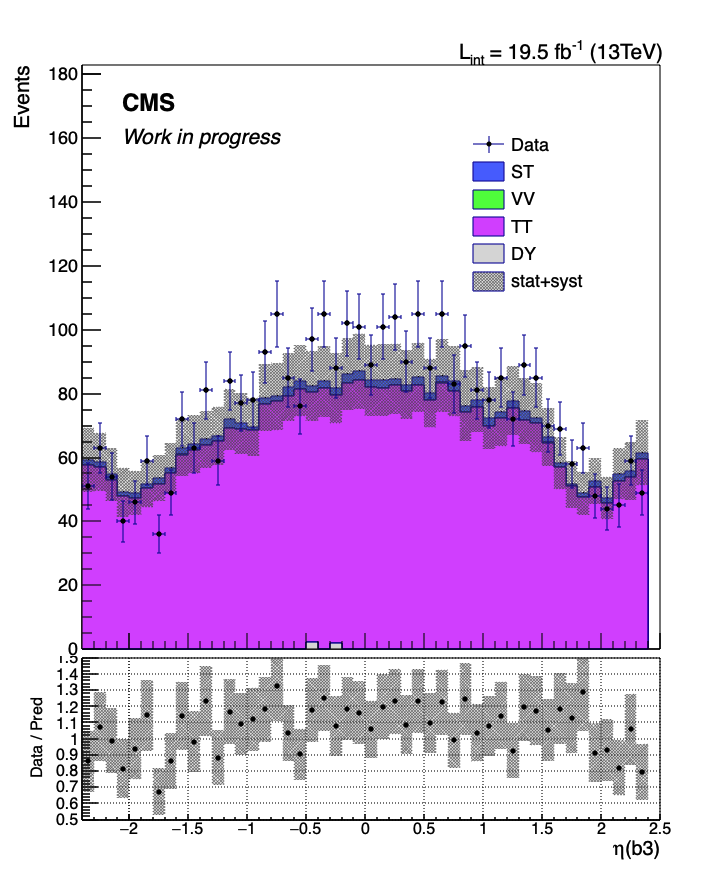 L_int = 19.5 fb^-1 (13TeV)
Events
180
CMS
160
Work in progress
Data
140
ST
VV
TT
120
DY
stat+syst
100
80
60
40
20
0
Data / Pred
1.5
1.4
1.3
1.2
1.1
1
0.9
0.8
0.7
0.6
0.5
−2 −1.5 −1 −0.5 0 0.5 1 1.5 2 2.5
η(b3)